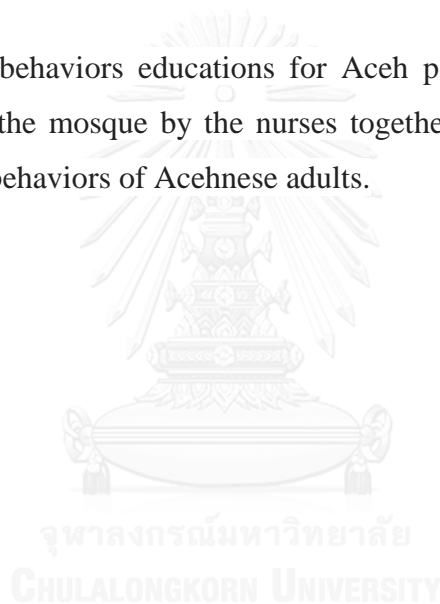 behaviors educations for Aceh p
the mosque by the nurses togethe
behaviors of Acehnese adults.
จุฬาลงกรณ์มหาวิทยาลัย
CHULALONGKORN UNIVERSITY